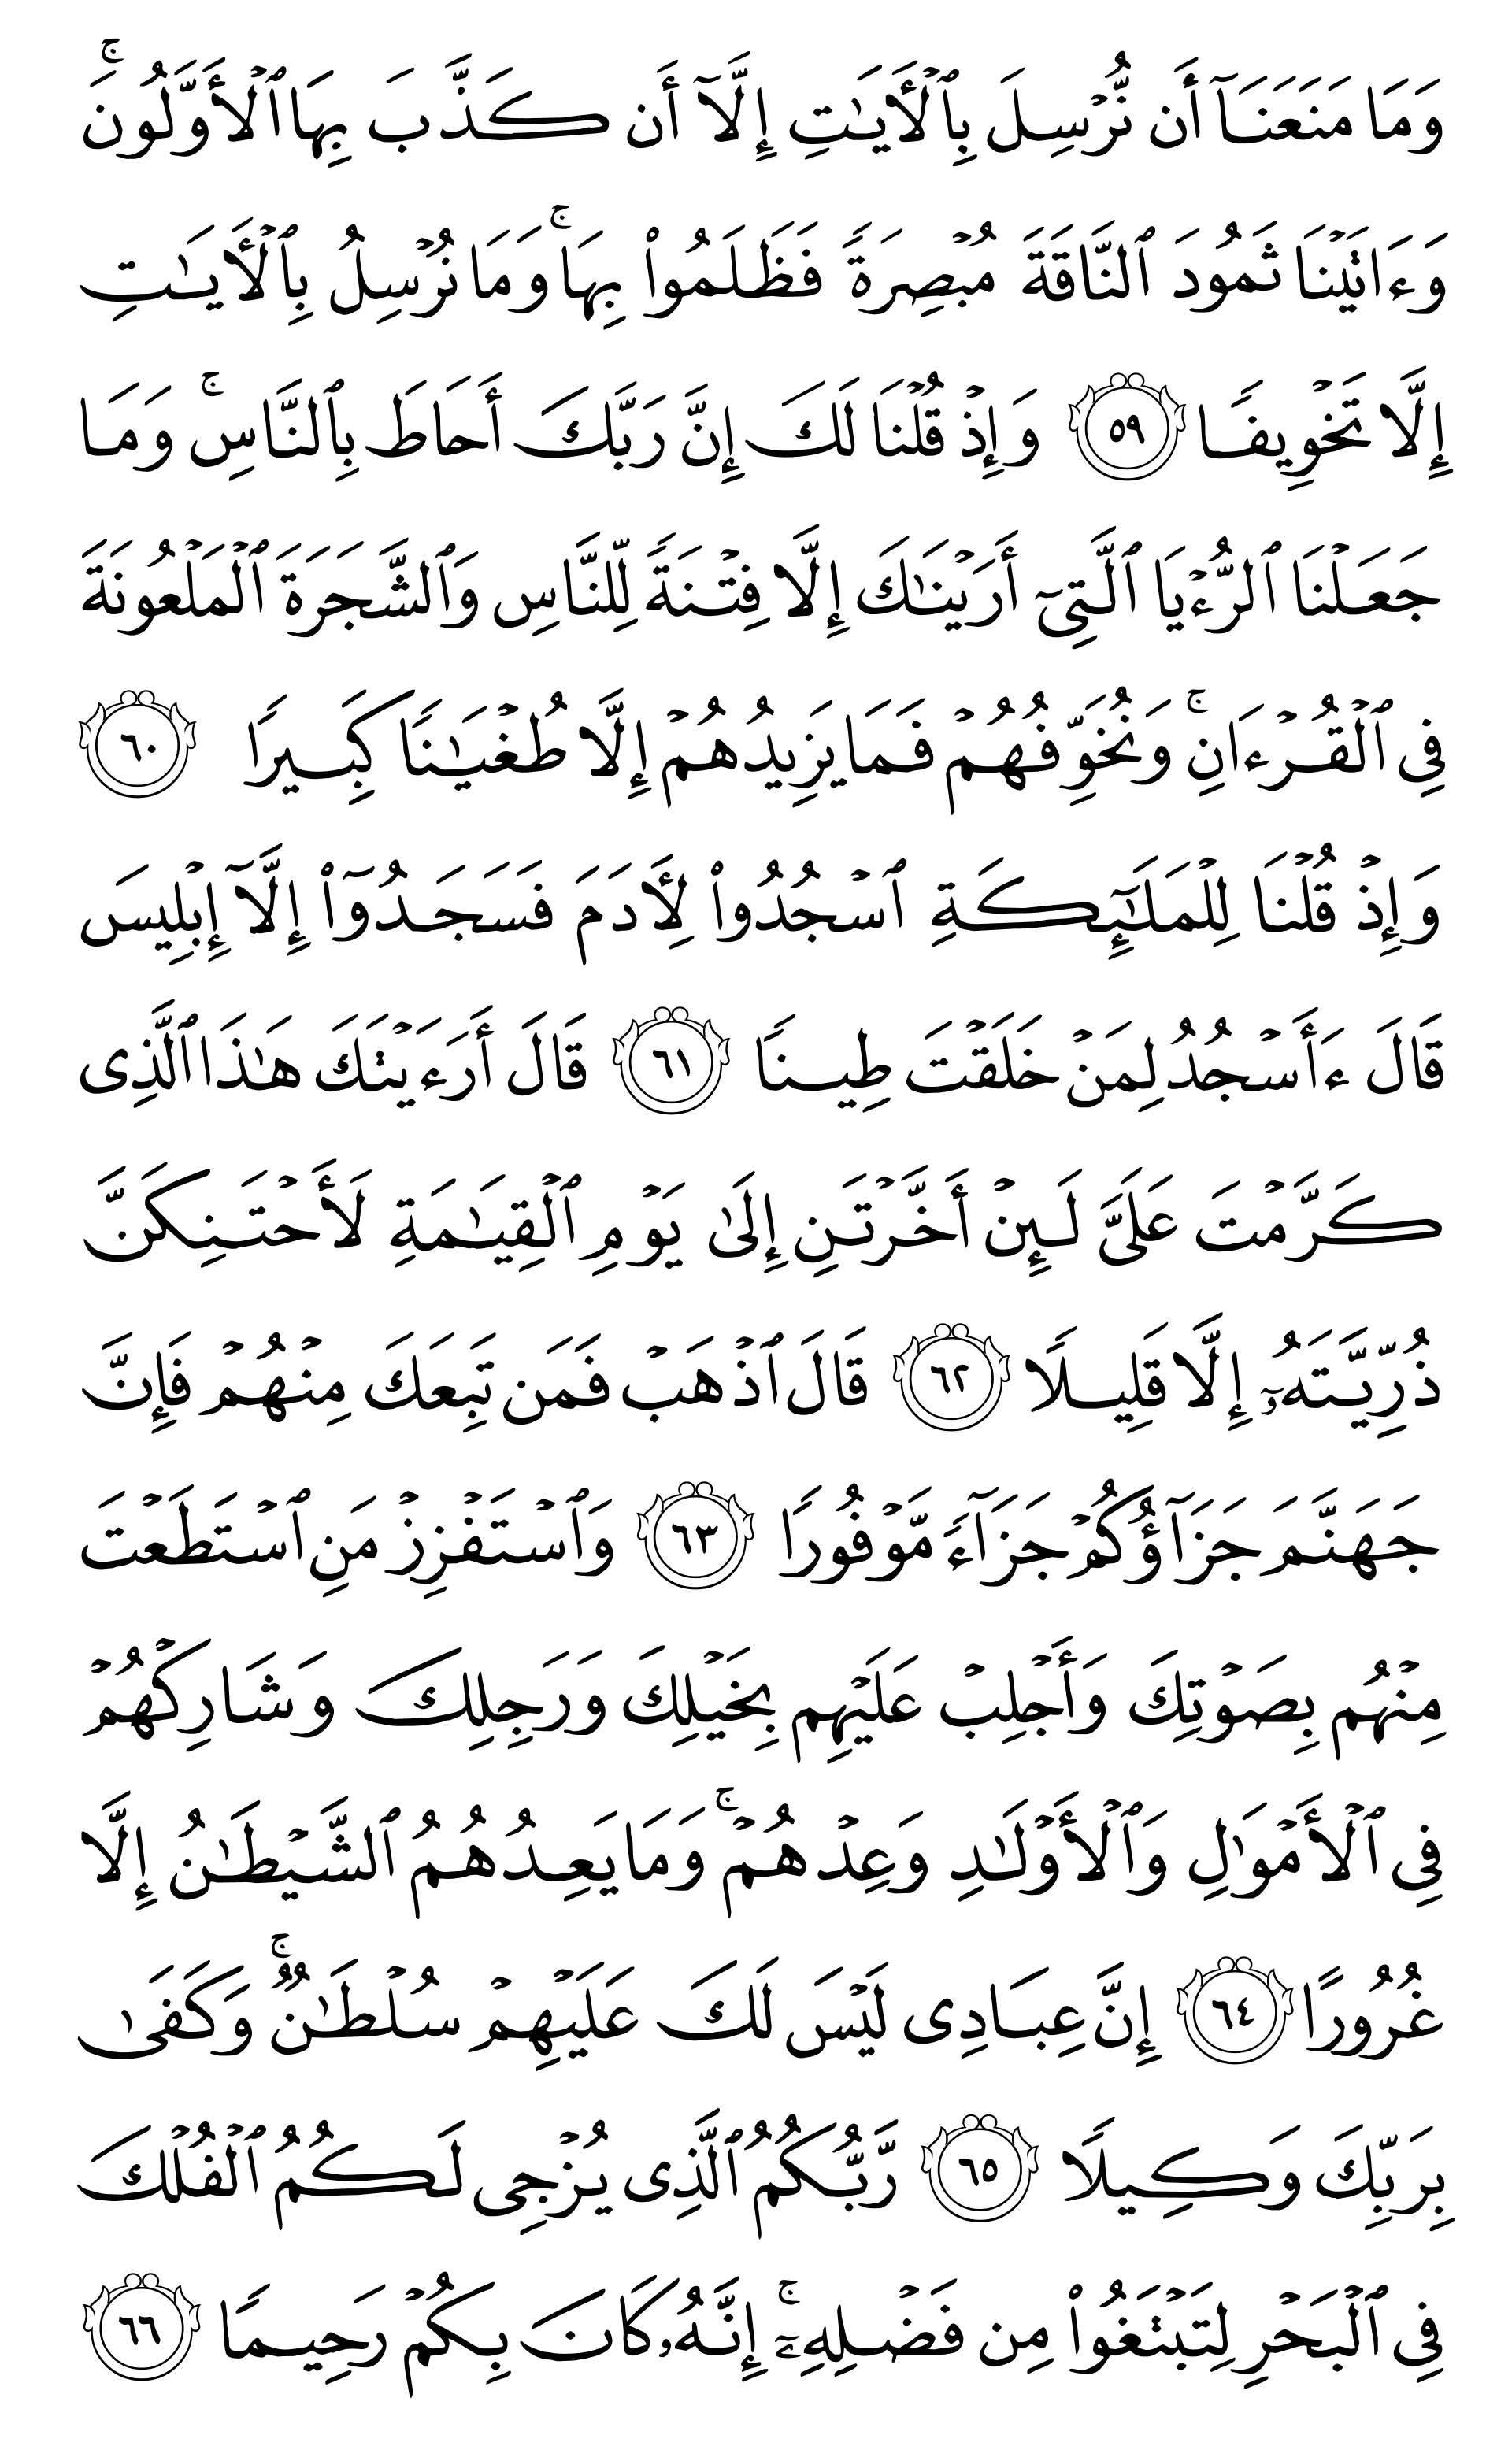 وَمَا مَنَعَنَآ أَن نُّرْسِلَ بِٱلْأَيَٰتِ إِلَّآ أَن كَذَّبَ بِهَا ٱلْأَوَّلُونَ ۚ
وَءَاتَيْنَا ثَمُودَ ٱلنَّاقَةَ مُبْصِرَةً فَظَلَمُوا۟ بِهَا ۚ وَمَا نُرْسِلُ بِٱلْأَيَٰتِ
إِلَّا تَخْوِيفًا ٥٩ وَإِذْ قُلْنَا لَكَ إِنَّ رَبَّكَ أَحَاطَ بِٱلنَّاسِ ۚ وَمَا
جَعَلْنَا ٱلرُّءْيَا ٱلَّتِىٓ أَرَيْنَٰكَ إِلَّا فِتْنَةً لِّلنَّاسِ وَٱلشَّجَرَةَ ٱلْمَلْعُونَةَ
فِى ٱلْقُرْءَانِ ۚ وَنُخَوِّفُهُمْ فَمَا يَزِيدُهُمْ إِلَّا طُغْيَٰنًا كَبِيرًا ٦٠
وَإِذْ قُلْنَا لِلْمَلَٰٓئِكَةِ ٱسْجُدُوا۟ لِأَدَمَ فَسَجَدُوٓا۟ إِلَّآ إِبْلِيسَ
قَالَ ءَأَسْجُدُ لِمَنْ خَلَقْتَ طِينًا ٦١ قَالَ أَرَءَيْتَكَ هَٰذَا ٱلَّذِى
كَرَّمْتَ عَلَىَّ لَئِنْ أَخَّرْتَنِ إِلَىٰ يَوْمِ ٱلْقِيَٰمَةِ لَأَحْتَنِكَنَّ
ذُرِّيَّتَهُۥٓ إِلَّا قَلِيلًا ٦٢ قَالَ ٱذْهَبْ فَمَن تَبِعَكَ مِنْهُمْ فَإِنَّ
جَهَنَّمَ جَزَآؤُكُمْ جَزَآءً مَّوْفُورًا ٦٣ وَٱسْتَفْزِزْ مَنِ ٱسْتَطَعْتَ
مِنْهُم بِصَوْتِكَ وَأَجْلِبْ عَلَيْهِم بِخَيْلِكَ وَرَجِلِكَ وَشَارِكْهُمْ
فِى ٱلْأَمْوَٰلِ وَٱلْأَوْلَٰدِ وَعِدْهُمْ ۚ وَمَا يَعِدُهُمُ ٱلشَّيْطَٰنُ إِلَّا
غُرُورًا ٦٤ إِنَّ عِبَادِى لَيْسَ لَكَ عَلَيْهِمْ سُلْطَٰنٌ ۚ وَكَفَىٰ
بِرَبِّكَ وَكِيلًا ٦٥ رَّبُّكُمُ ٱلَّذِى يُزْجِى لَكُمُ ٱلْفُلْكَ
فِى ٱلْبَحْرِ لِتَبْتَغُوا۟ مِن فَضْلِهِۦٓ ۚ إِنَّهُۥ كَانَ بِكُمْ رَحِيمًا ٦٦